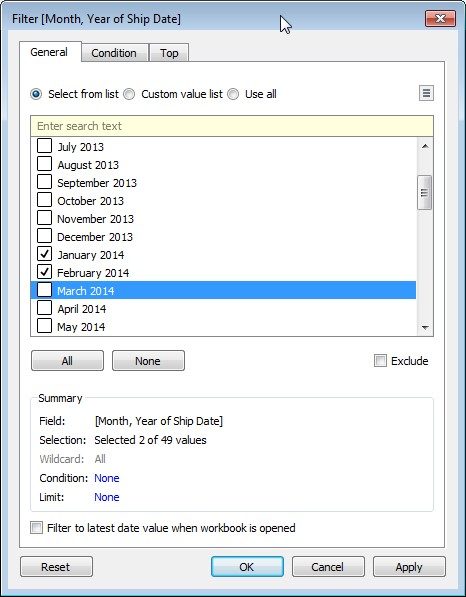 Filter [Month, Year of Ship Date]
General Condition Top
Select from list Custom value list Use all
Enter search text
July 2013
August 2013
September 2013
October 2013
November 2013
December 2013
January 2014
February 2014
March 2014
April 2014
May 2014
All None Exclude
Summary
Field: [Month, Year of Ship Date]
Selection: Selected 2 of 49 values
Wildcard: All
Condition: None
Limit: None
Filter to latest date value when workbook is opened
Reset OK Cancel Apply